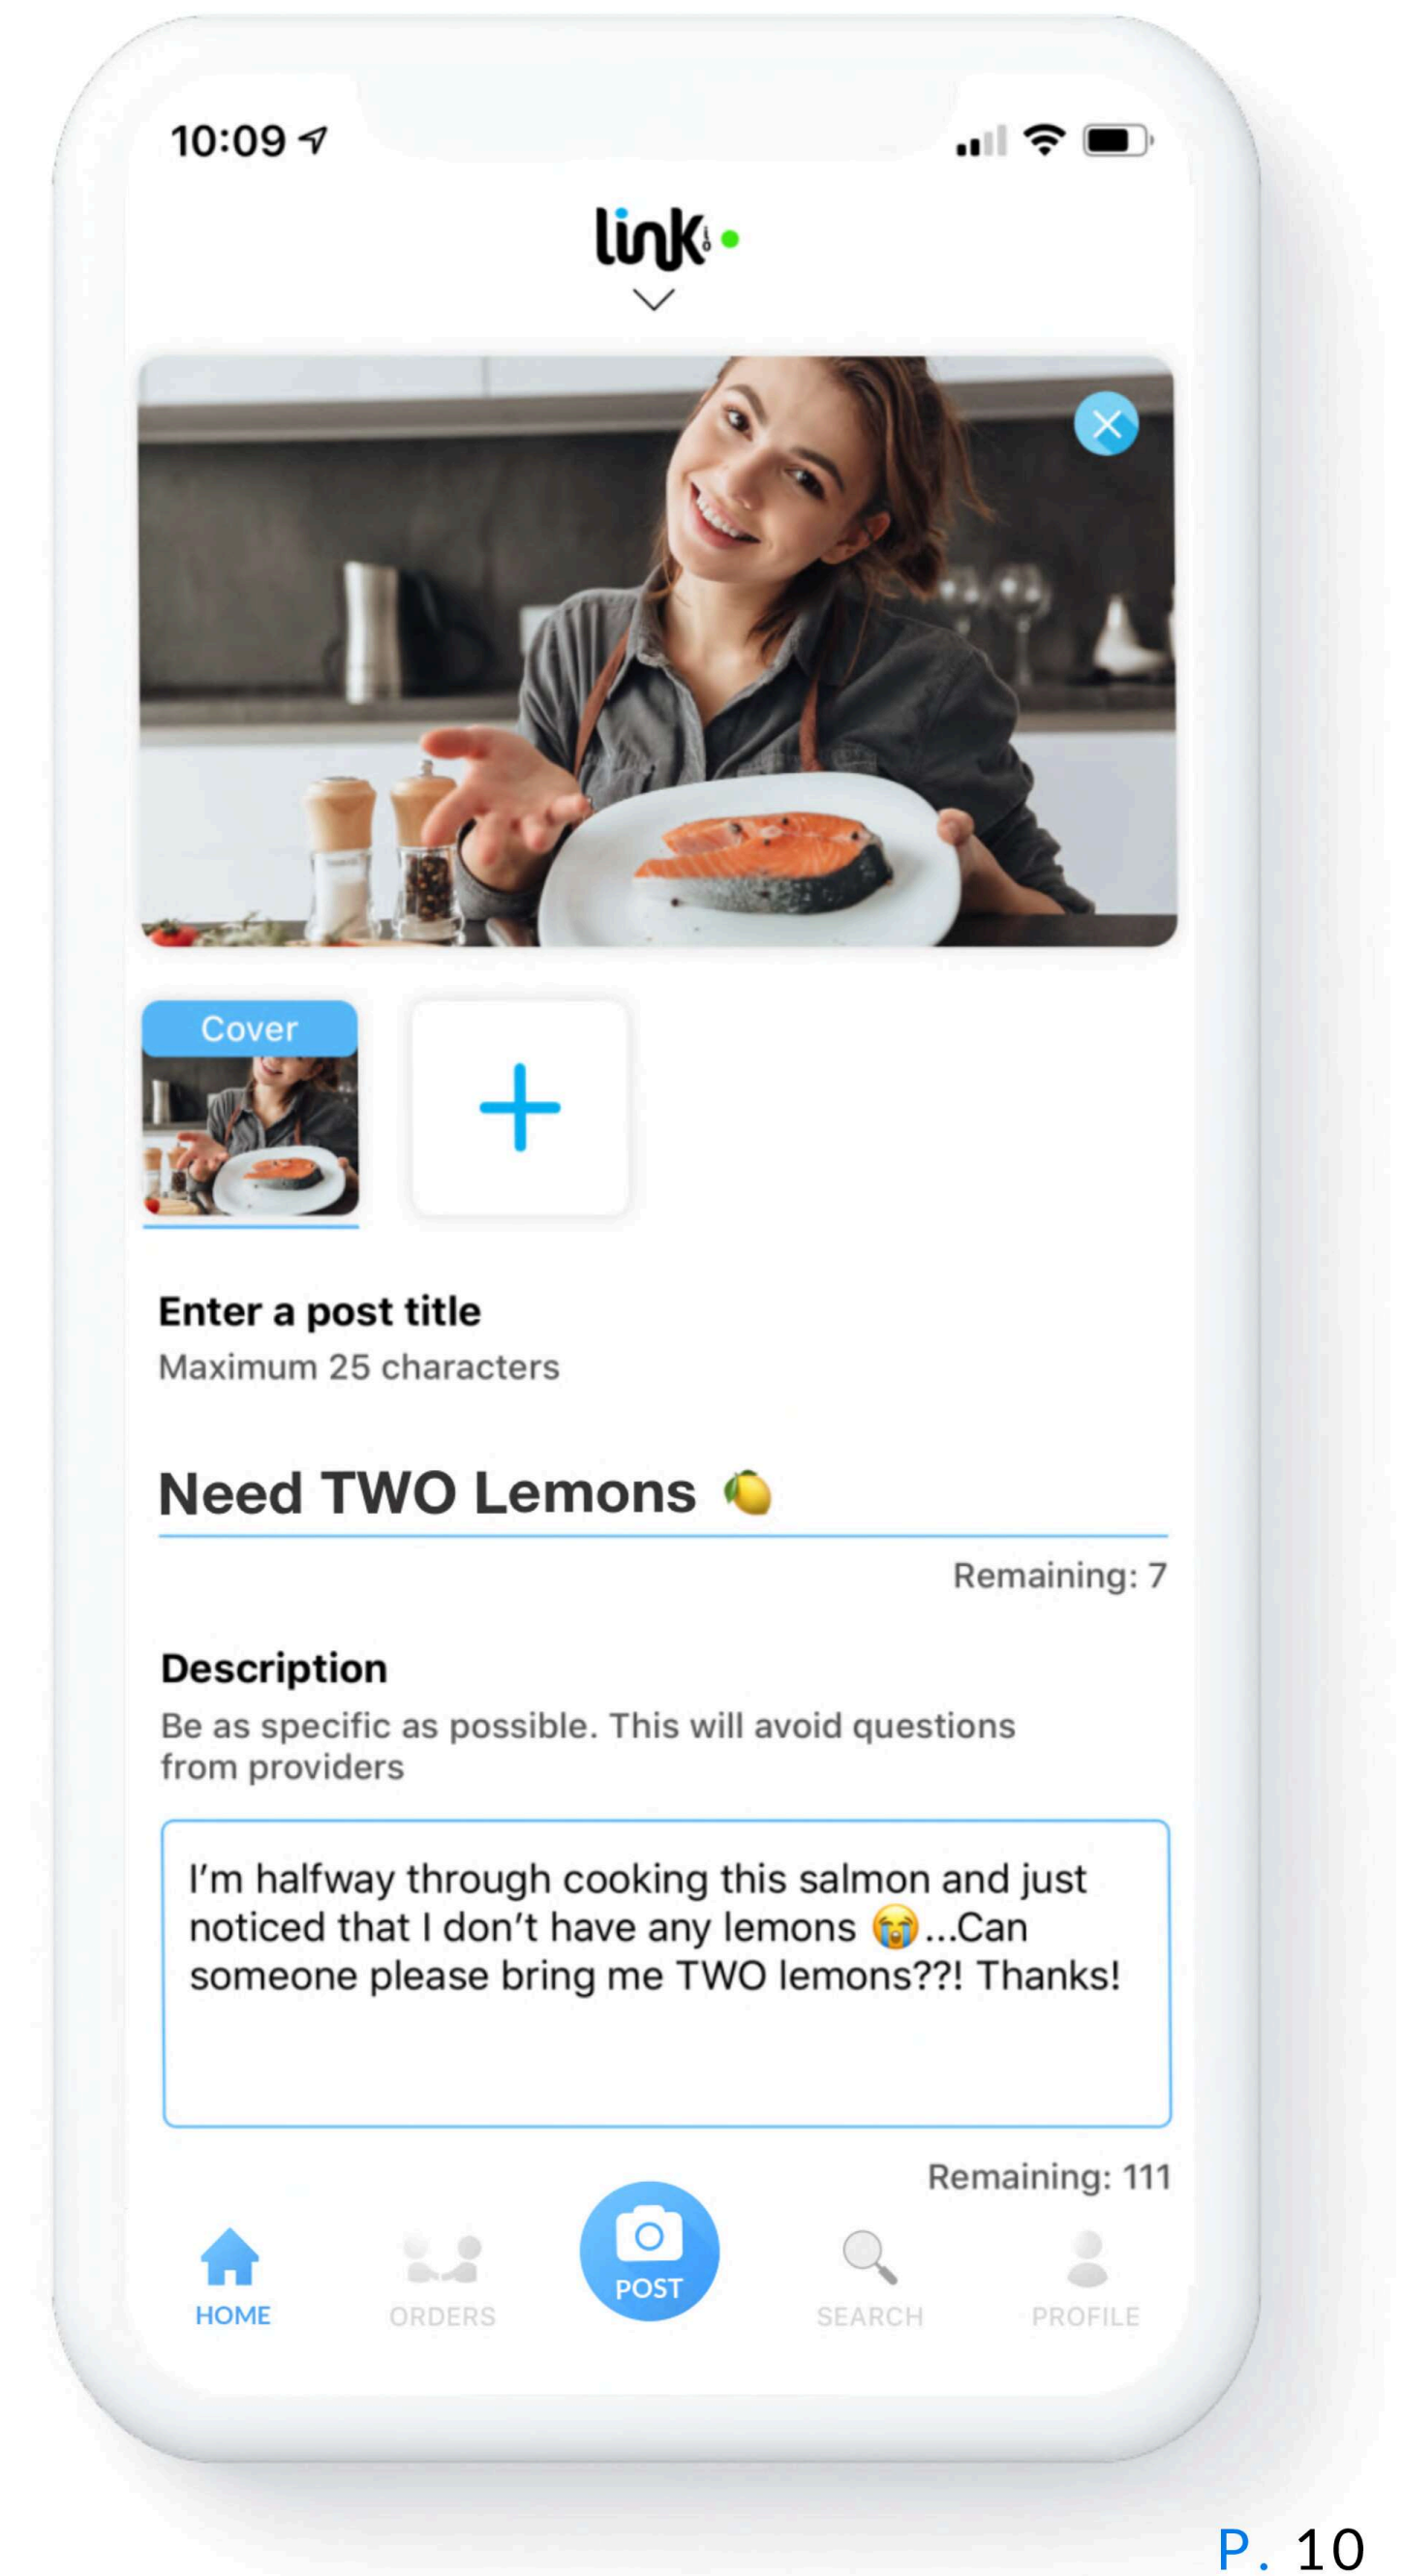 10:09
link io
Cover
Enter a post title
Maximum 25 characters
Need TWO Lemons 🍋
Remaining: 7
Description
Be as specific as possible. This will avoid questions
from providers
I’m halfway through cooking this salmon and just
noticed that I don’t have any lemons 😭...Can
someone please bring me TWO lemons??! Thanks!
Remaining: 111
HOME
ORDERS
POST
SEARCH
PROFILE
P. 10